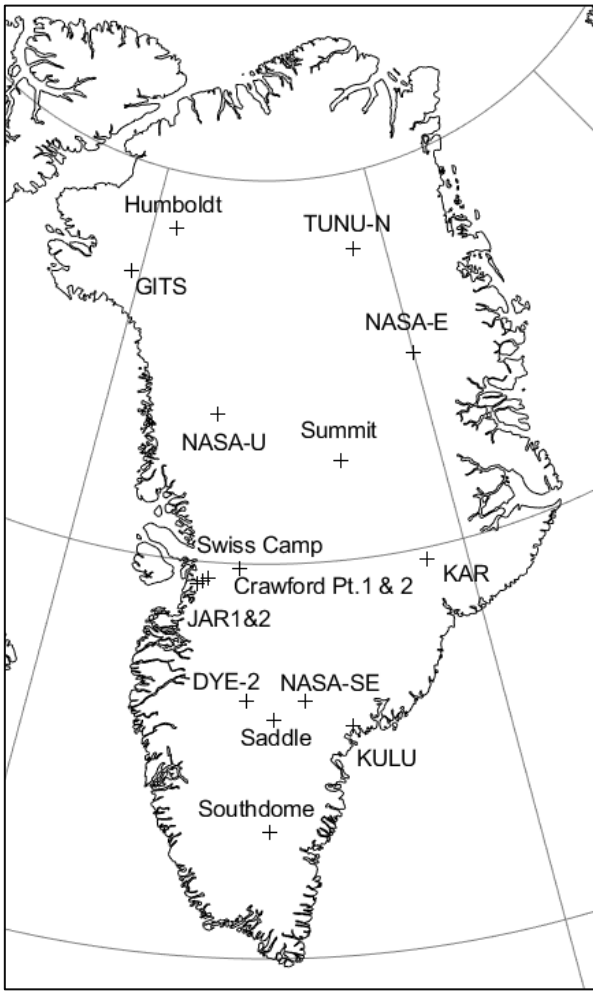 Humboldt
TUNU-N
GITS
NASA-E
NASA-U
Summit
Swiss Camp
Crawford Pt.1 & 2
KAR
JAR1&2
DYE-2
NASA-SE
Saddle
KULU
Southdome